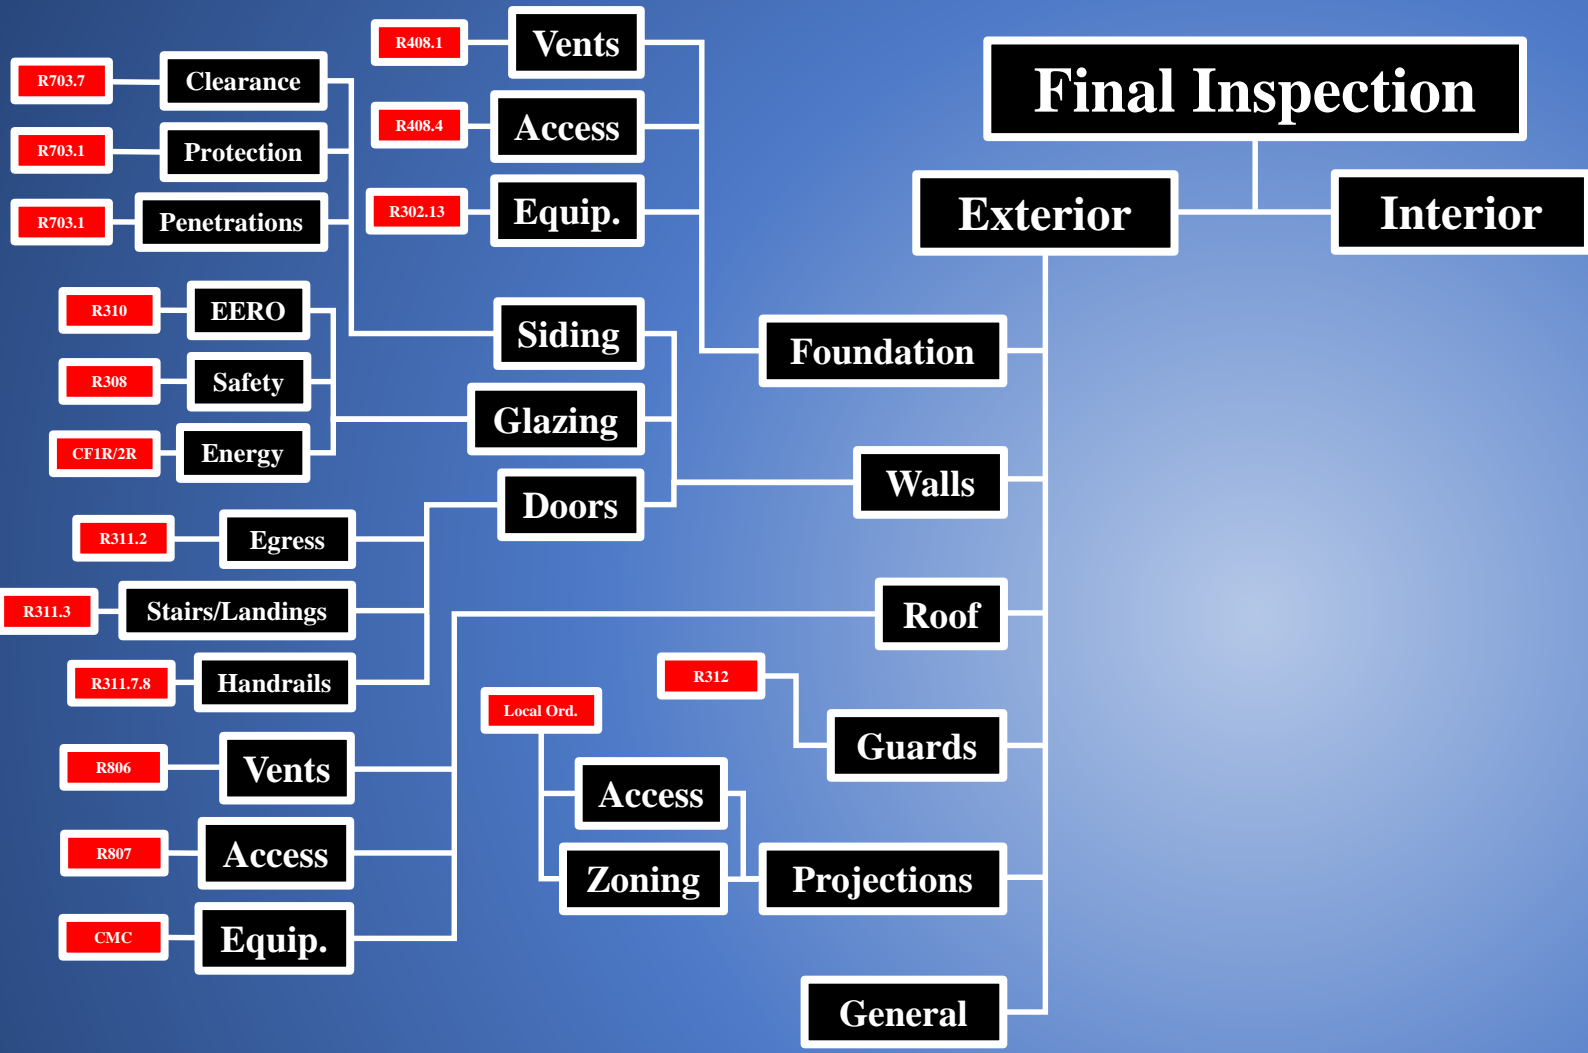 Final Inspection
Exterior
Interior
Foundation
Vents
R408.1
Access
R408.4
Equip.
R302.13
Walls
Siding
Clearance
R703.7
Protection
R703.1
Penetrations
R703.1
Glazing
EERO
R310
Safety
R308
Energy
CF1R/2R
Doors
Egress
R311.2
Stairs/Landings
R311.3
Handrails
R311.7.8
Roof
Vents
R806
Access
R807
Equip.
CMC
Guards
R312
Projections
Access
Zoning
Local Ord.
General